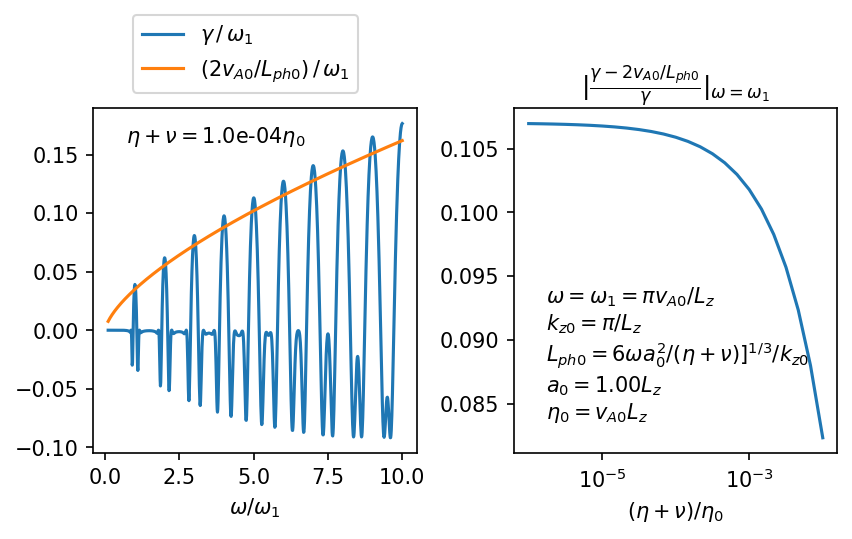 γ / ω₁
(2v_{A0}/L_{ph0}) / ω₁
η + ν = 1.0e-04η₀
0.15
0.10
0.05
0.00
−0.05
−0.10
0.0 2.5 5.0 7.5 10.0
ω/ω₁
|\frac{γ − 2v_{A0}/L_{ph0}}{γ}|_{ω = ω₁}
0.105
0.100
0.095
0.090
0.085
ω = ω₁ = πv_{A0}/L_z
k_{z0} = π/L_z
L_{ph0} = 6ωa₀²/(η + ν)]^{1/3}/k_{z0}
a₀ = 1.00L_z
η₀ = v_{A0}L_z
10⁻⁵ 10⁻³
(η + ν)/η₀